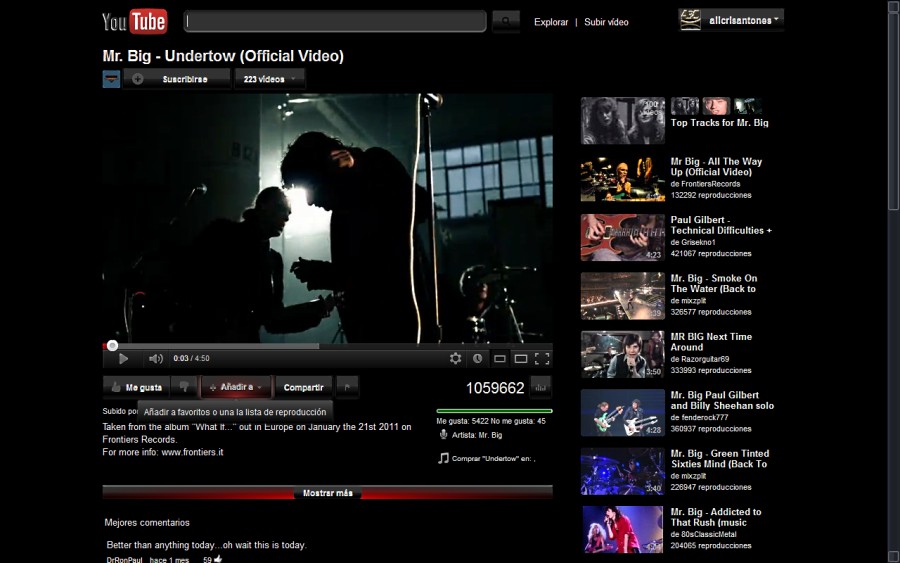 YouTube
Explorar | Subir vídeo
alicrisantones
Mr. Big - Undertow (Official Video)
Suscribirse
223 vídeos
0:03 / 4:50
Me gusta
Añadir a
Compartir
1059662
Añadir a favoritos o una la lista de reproducción
Subido por
Taken from the album "What If..." out in Europe on January the 21st 2011 on
Frontiers Records.
For more info: www.frontiers.it
Me gusta: 5422 No me gusta: 45
Artista: Mr. Big
Comprar "Undertow" en: ,
Mostrar más
Mejores comentarios
Better than anything today...oh wait this is today.
DrRonPaul hace 1 mes 59
Top Tracks for Mr. Big
Mr Big - All The Way
Up (Official Video)
de FrontiersRecords
132292 reproducciones
Paul Gilbert -
Technical Difficulties +
de Grisekno1
421067 reproducciones
4:23
Mr. Big - Smoke On
The Water (Back to
de mixzplit
326577 reproducciones
MR BIG Next Time
Around
de Razorguitar69
333993 reproducciones
3:50
Mr. Big Paul Gilbert
and Billy Sheehan solo
de fenderock777
360937 reproducciones
4:28
Mr. Big - Green Tinted
Sixties Mind (Back To
de mixzplit
226947 reproducciones
3:40
Mr. Big - Addicted to
That Rush (music
de 80sClassicMetal
204065 reproducciones